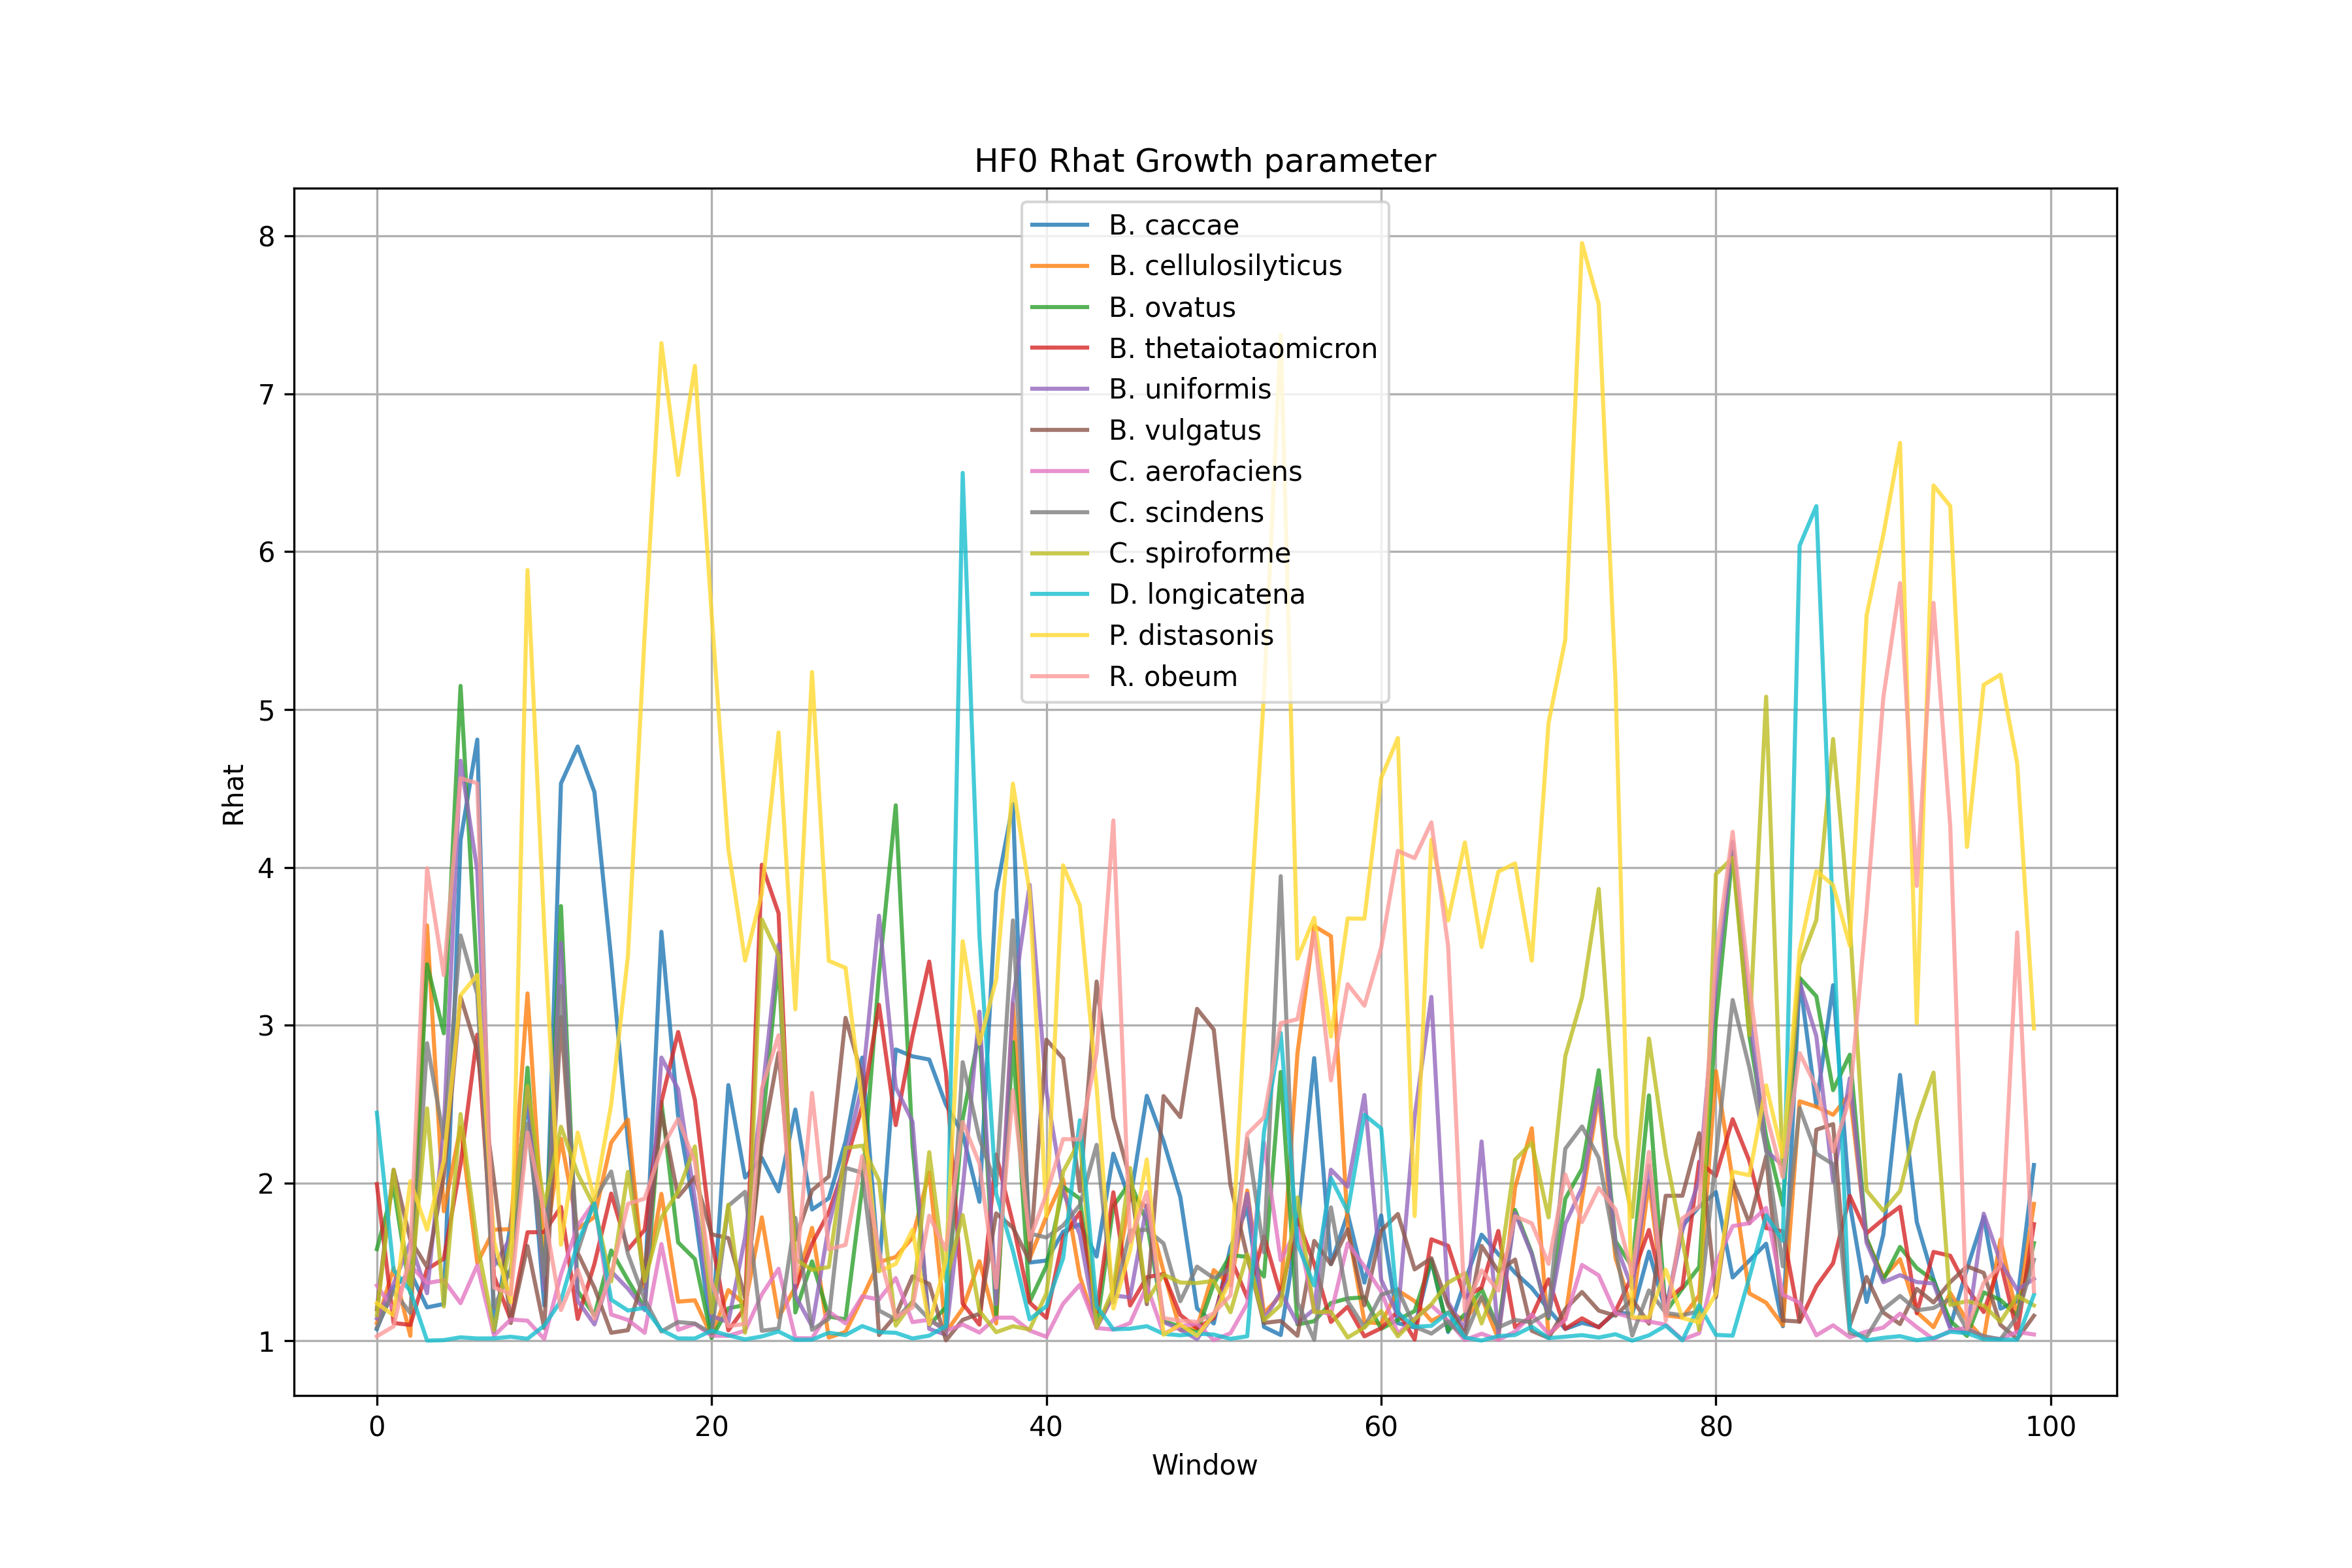 HF0 Rhat Growth parameter
B. caccae
B. cellulosilyticus
B. ovatus
B. thetaiotaomicron
B. uniformis
B. vulgatus
C. aerofaciens
C. scindens
C. spiroforme
D. longicatena
P. distasonis
R. obeum
8
7
6
5
4
3
2
1
Rhat
0 20 40 60 80 100
Window